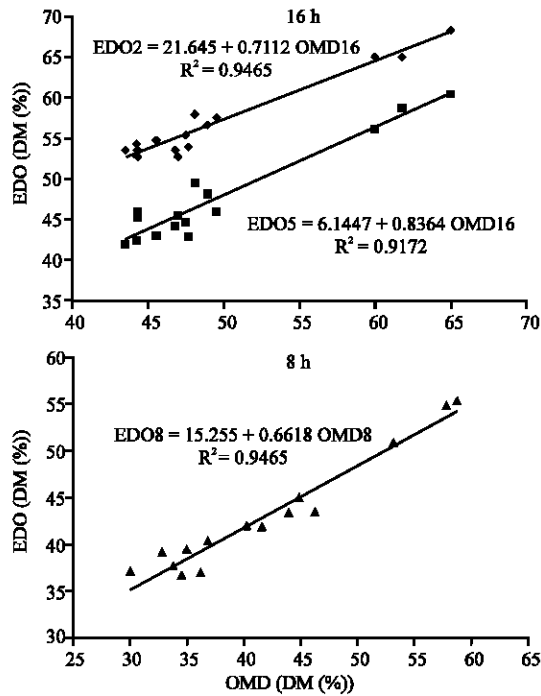 16 h
70
65
60
55
50
45
40
35
EDO (DM (%))
EDO2 = 21.645 + 0.7112 OMD16
R² = 0.9465
EDO5 = 6.1447 + 0.8364 OMD16
R² = 0.9172
40 45 50 55 60 65 70
8 h
60
55
50
45
40
35
30
EDO (DM (%))
EDO8 = 15.255 + 0.6618 OMD8
R² = 0.9465
25 30 35 40 45 50 55 60 65
OMD (DM (%))